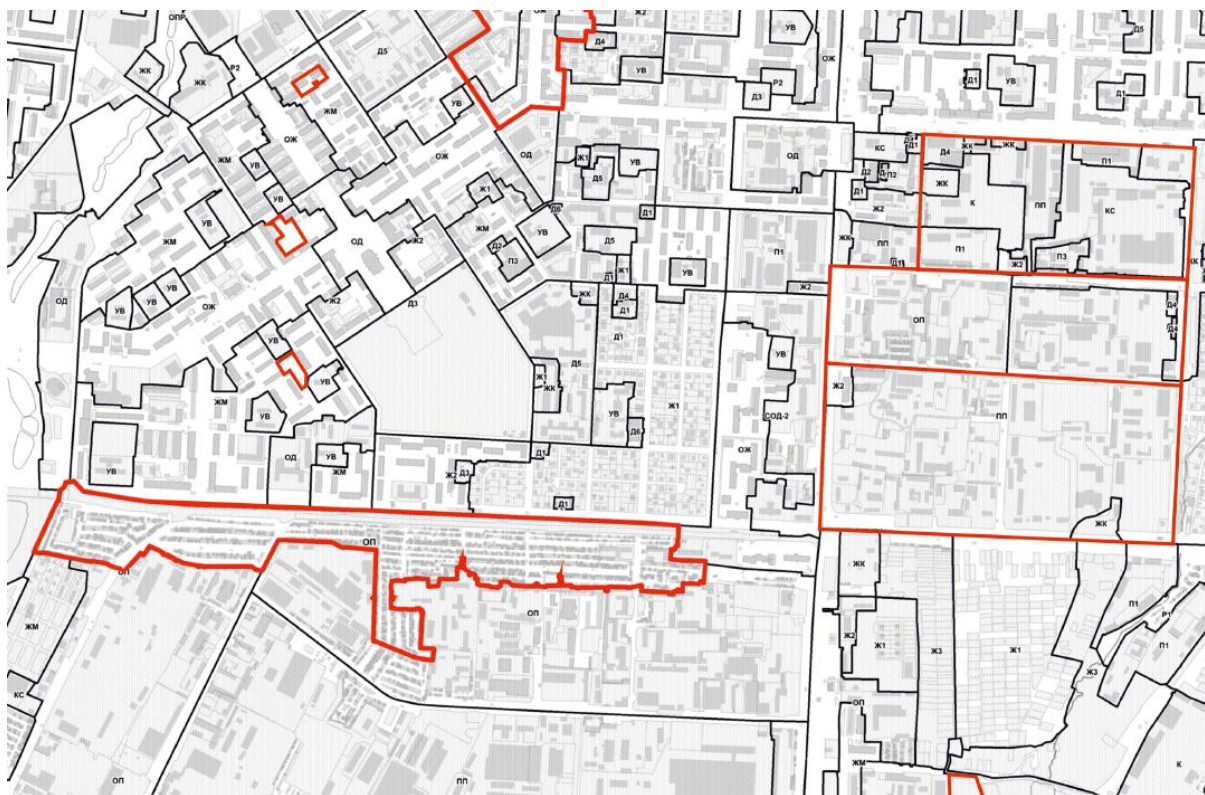 ОПР
ОЖ
Ж2
УВ
Д5
Д4
Д5
ЖК
Р2
ЖК
УВ
Р2
ОЖ
УВ
Д1
Д1
Д3
ЖМ
УВ
ЖМ
ОЖ
УВ
ОЖ
ОД
Ж1
УВ
Д5
ОД
КС
Д1
Д4
ЖК
ЖК
П1
Д2
П2
Д1
ЖК
К
ПП
КС
УВ
Ж1
ЖМ
Д6
Д1
Ж2
УВ
УВ
ЖМ
ОД
Ж2
Д2
П3
УВ
Д5
П1
ЖК
ПП
П1
П3
Ж2
Д1
ЖК
Д1
Ж1
УВ
Ж2
ОД
УВ
УВ
УВ
ОЖ
Ж2
Д3
ЖК
Д4
Д1
Д4
Д4
ОП
Д1
УВ
Д5
Ж1
ЖК
УВ
Ж1
УВ
Ж2
ЖМ
УВ
УВ
СОД-2
ПП
Д6
УВ
ОД
УВ
ЖМ
Ж2
Д3
Д1
ОЖ
Д1
ЖК
ОП
ОП
ЖК
П1
Р1
П1
ОП
Ж2
Ж1
Ж3
Ж1
Ж3
ЖМ
КС
ОП
ОП
ПП
ЖМ
К